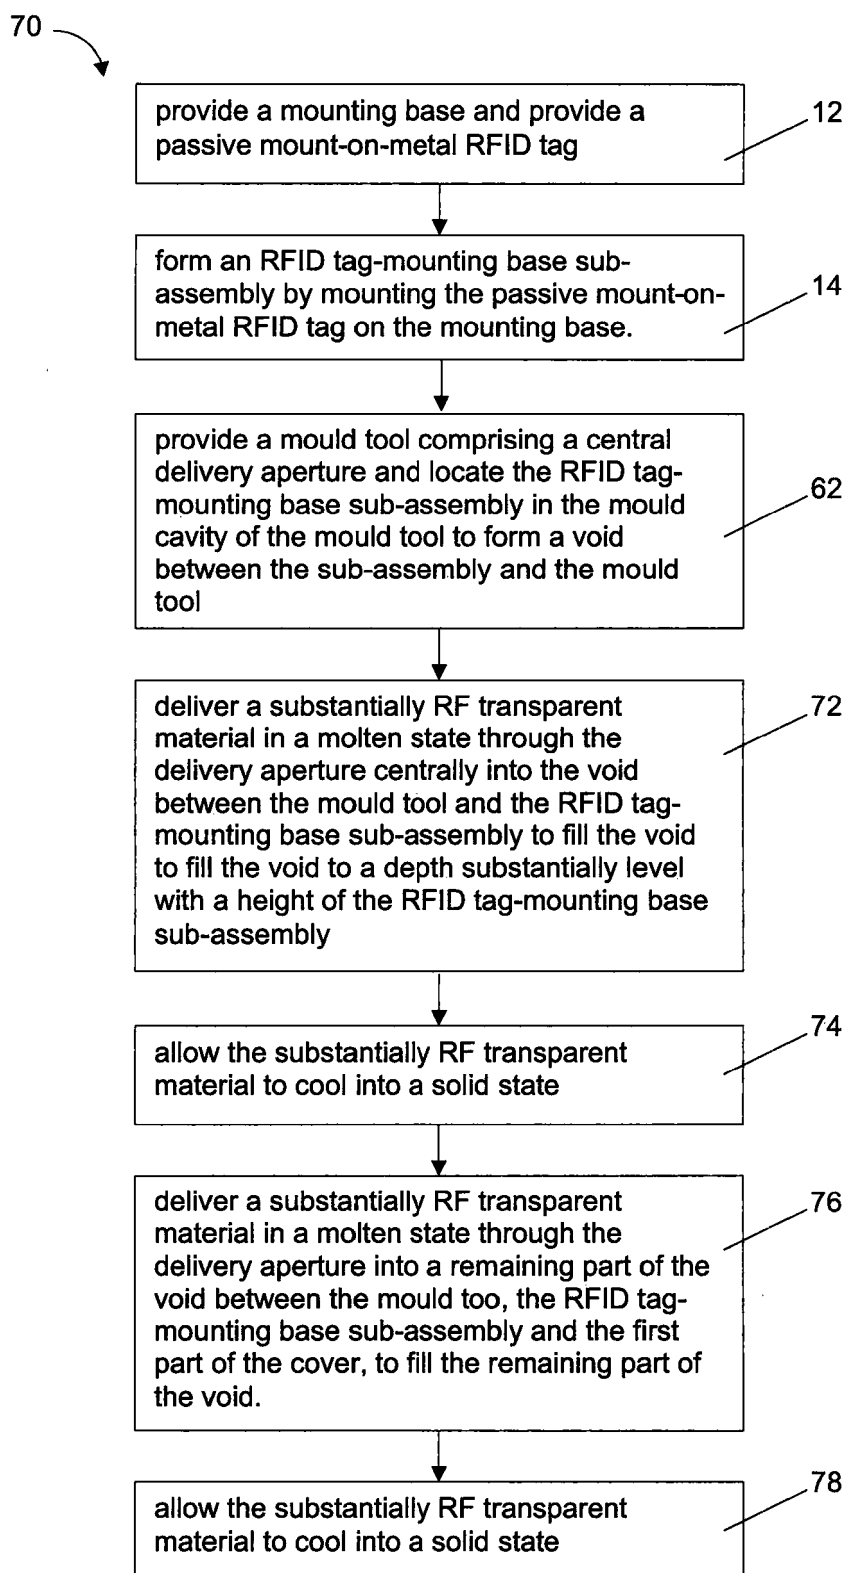 70
provide a mounting base and provide a
passive mount-on-metal RFID tag
12
form an RFID tag-mounting base sub-
assembly by mounting the passive mount-on-
metal RFID tag on the mounting base.
14
provide a mould tool comprising a central
delivery aperture and locate the RFID tag-
mounting base sub-assembly in the mould
cavity of the mould tool to form a void
between the sub-assembly and the mould
tool
62
deliver a substantially RF transparent
material in a molten state through the
delivery aperture centrally into the void
between the mould tool and the RFID tag-
mounting base sub-assembly to fill the void
to fill the void to a depth substantially level
with a height of the RFID tag-mounting base
sub-assembly
72
allow the substantially RF transparent
material to cool into a solid state
74
deliver a substantially RF transparent
material in a molten state through the
delivery aperture into a remaining part of the
void between the mould too, the RFID tag-
mounting base sub-assembly and the first
part of the cover, to fill the remaining part of
the void.
76
allow the substantially RF transparent
material to cool into a solid state
78